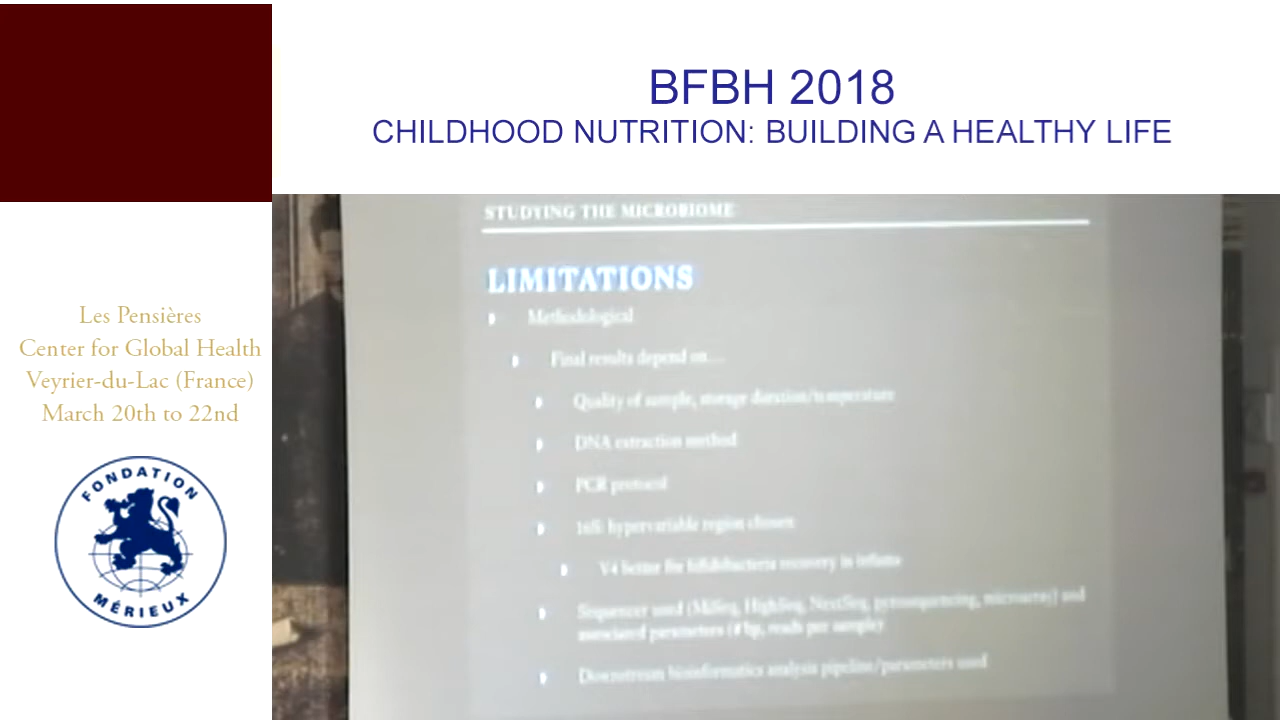 BFBH 2018
CHILDHOOD NUTRITION: BUILDING A HEALTHY LIFE
Les Pensières
Center for Global Health
Veyrier-du-Lac (France)
March 20th to 22nd
FONDATION
MÉRIEUX
STUDYING THE MICROBIOME
LIMITATIONS
Methodological
Final results depend on...
Quality of sample, storage duration/temperature
DNA extraction method
PCR protocol
16S hypervariable region chosen
V4 better for bifidobacteria recovery in infants
Sequencer used (MiSeq, HighSeq, NextSeq, pyrosequencing, microarray) and
associated parameters (# bp, reads per sample)
Downstream bioinformatics analysis pipeline/parameters used